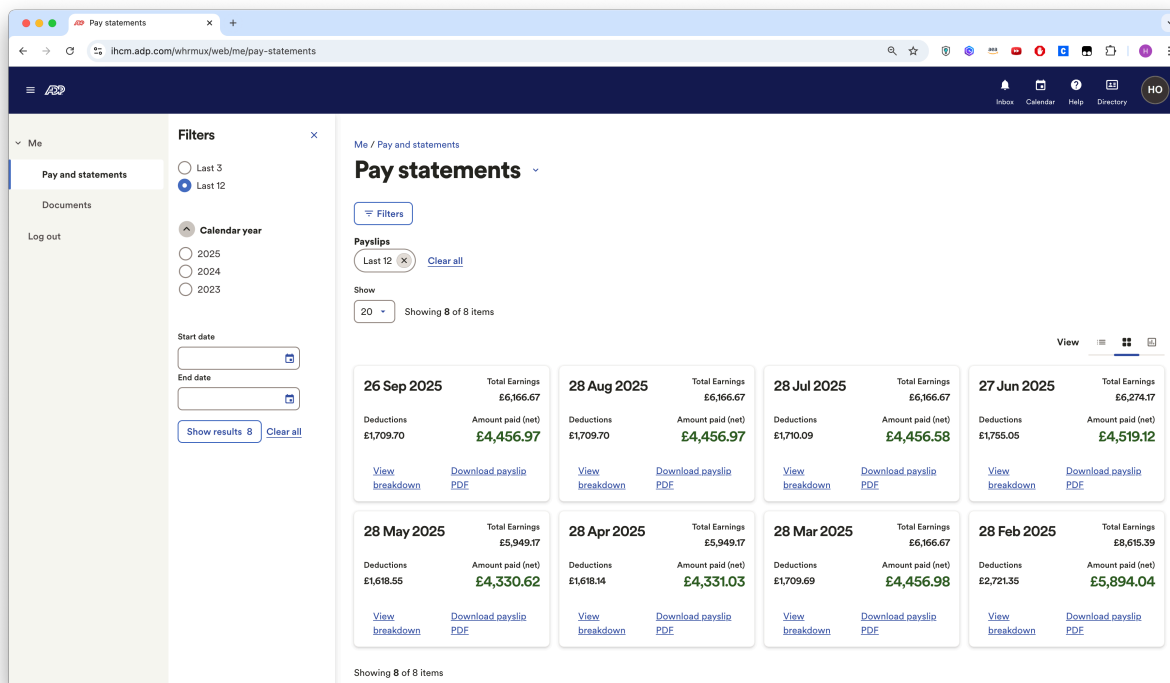 Pay statements
ihcm.adp.com/whrmux/web/me/pay-statements
ADP
Inbox
Calendar
Help
Directory
HO
Me
Pay and statements
Documents
Log out
Filters
Last 3
Last 12
Calendar year
2025
2024
2023
Start date
End date
Show results 8 Clear all
Me / Pay and statements
Pay statements
Filters
Payslips
Last 12 Clear all
Show
20 Showing 8 of 8 items
View
26 Sep 2025 Total Earnings
£6,166.67
Deductions Amount paid (net)
£1,709.70 £4,456.97
View Download payslip
breakdown PDF
28 Aug 2025 Total Earnings
£6,166.67
Deductions Amount paid (net)
£1,709.70 £4,456.97
View Download payslip
breakdown PDF
28 Jul 2025 Total Earnings
£6,166.67
Deductions Amount paid (net)
£1,710.09 £4,456.58
View Download payslip
breakdown PDF
27 Jun 2025 Total Earnings
£6,274.17
Deductions Amount paid (net)
£1,755.05 £4,519.12
View Download payslip
breakdown PDF
28 May 2025 Total Earnings
£5,949.17
Deductions Amount paid (net)
£1,618.55 £4,330.62
View Download payslip
breakdown PDF
28 Apr 2025 Total Earnings
£5,949.17
Deductions Amount paid (net)
£1,618.14 £4,331.03
View Download payslip
breakdown PDF
28 Mar 2025 Total Earnings
£6,166.67
Deductions Amount paid (net)
£1,709.69 £4,456.98
View Download payslip
breakdown PDF
28 Feb 2025 Total Earnings
£8,615.39
Deductions Amount paid (net)
£2,721.35 £5,894.04
View Download payslip
breakdown PDF
Showing 8 of 8 items